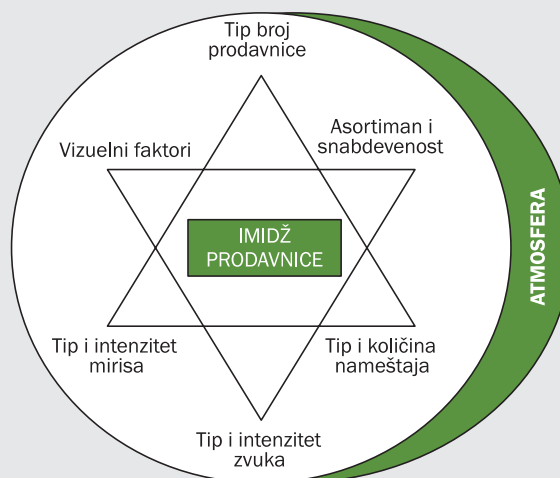 Tip broj
prodavnice
Asortiman i
snabdevenost
Vizuelni faktori
IMIDŽ
PRODAVNICE
ATMOSFERA
Tip i intenzitet
mirisa
Tip i količina
nameštaja
Tip i intenzitet
zvuka